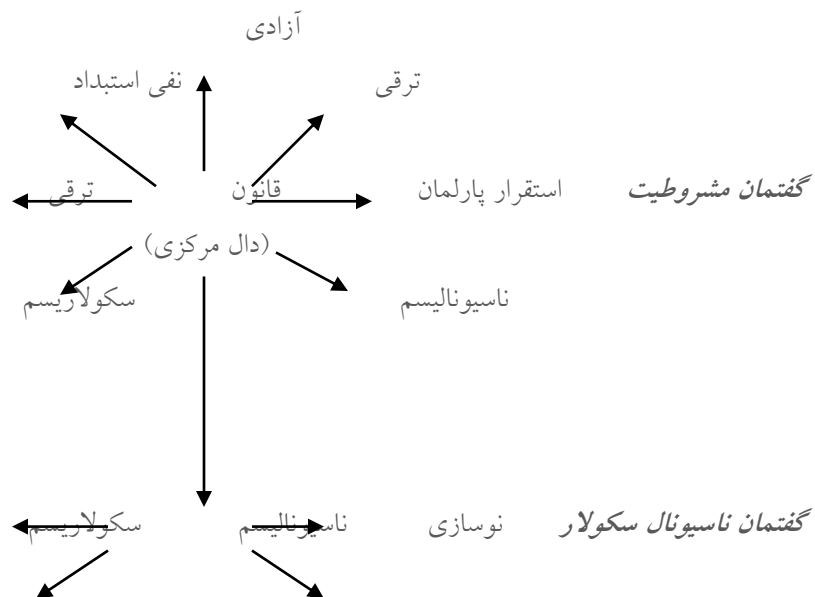 آزادی
ترقی نفی استبداد
گفتمان مشروطیت استقرار پارلمان قانون ترقی
(دال مرکزی)
ناسیونالیسم سکولاریسم
گفتمان ناسیونال سکولار نوسازی ناسیونالیسم سکولاریسم